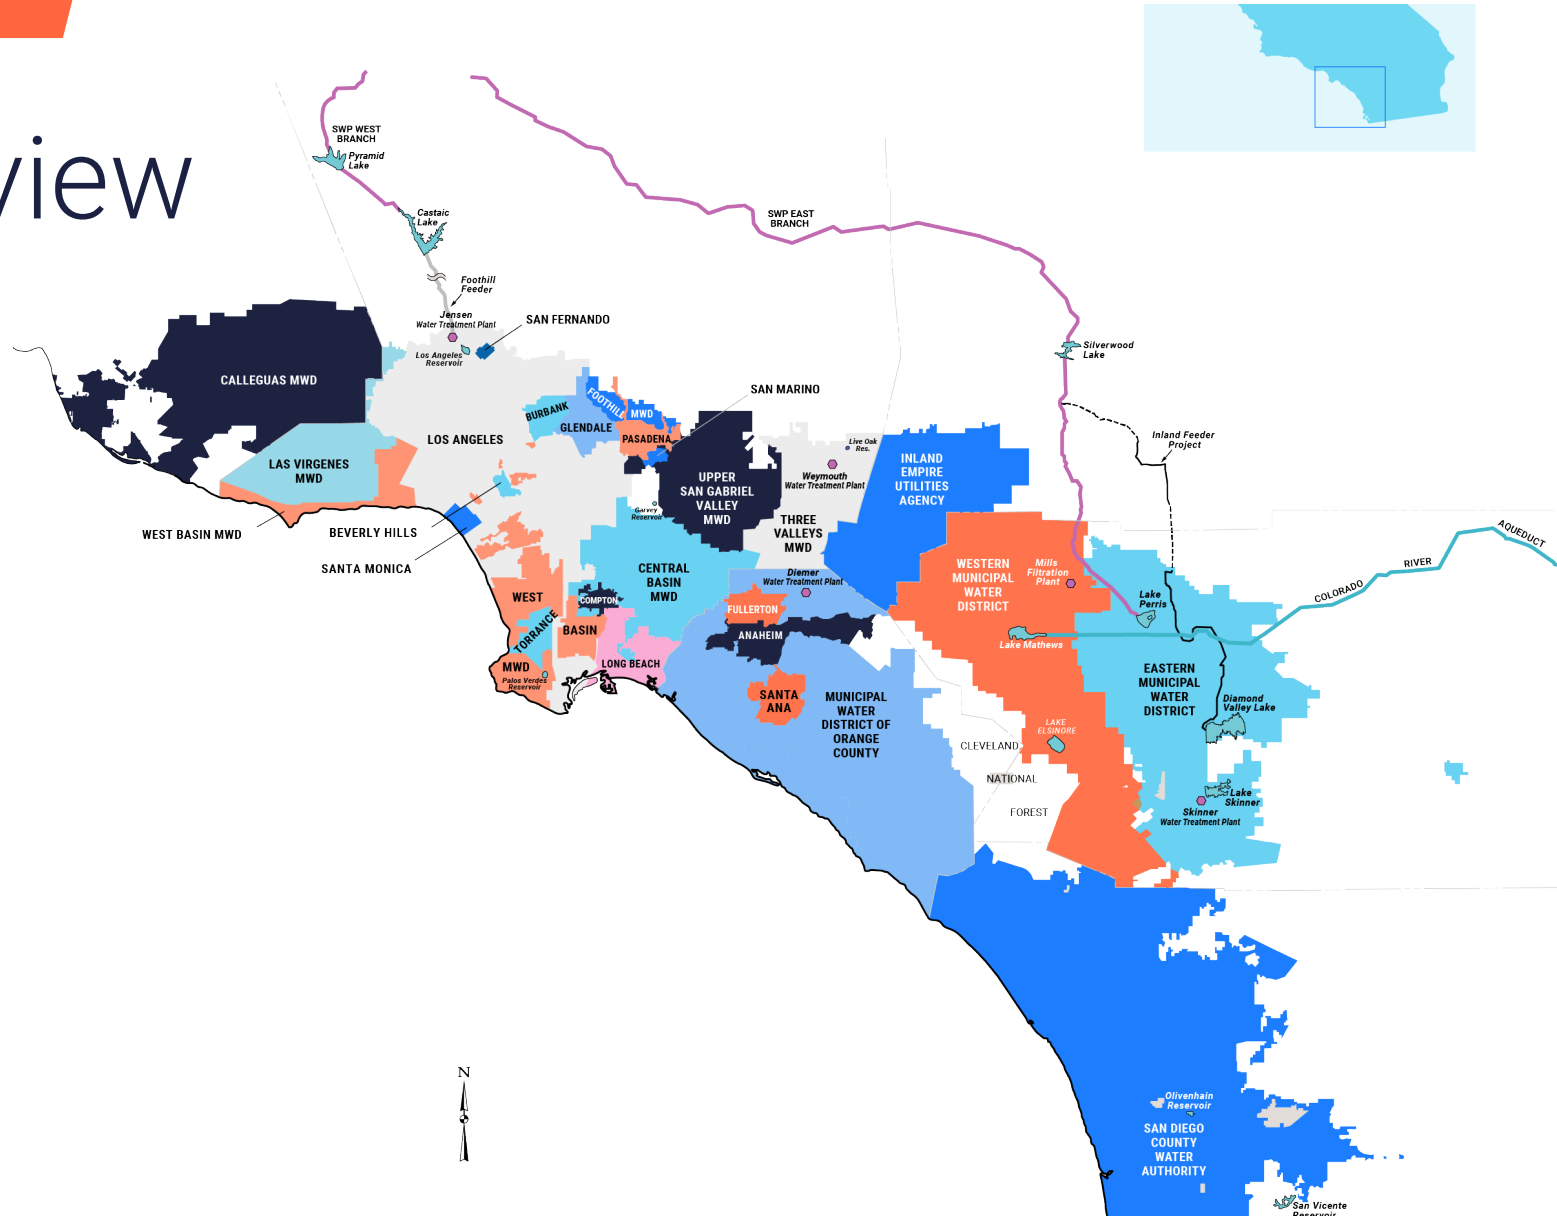 view
SWP WEST
BRANCH
Pyramid
Lake
Castaic
Lake
SWP EAST
BRANCH
Foothill
Feeder
Jensen
Water Treatment Plant
SAN FERNANDO
Los Angeles
Reservoir
Silverwood
Lake
CALLEGUAS MWD
SAN MARINO
FOOTHILL
MWD
BURBANK
GLENDALE
PASADENA
LOS ANGELES
Live Oak
Res.
Inland Feeder
Project
LAS VIRGENES
MWD
Weymouth
Water Treatment Plant
INLAND
EMPIRE
UTILITIES
AGENCY
UPPER
SAN GABRIEL
VALLEY
MWD
Garvey
Reservoir
THREE
VALLEYS
MWD
WEST BASIN MWD
BEVERLY HILLS
SANTA MONICA
COLORADO
RIVER
AQUEDUCT
CENTRAL
BASIN
MWD
Diemer
Water Treatment Plant
WESTERN
MUNICIPAL
WATER
DISTRICT
Mills
Filtration
Plant
Lake
Perris
WEST
COMPTON
FULLERTON
TORRANCE
BASIN
ANAHEIM
Lake Mathews
MWD
LONG BEACH
Palos Verdes
Reservoir
SANTA
ANA
MUNICIPAL
WATER
DISTRICT OF
ORANGE
COUNTY
EASTERN
MUNICIPAL
WATER
DISTRICT
Diamond
Valley Lake
LAKE
ELSINORE
CLEVELAND
NATIONAL
FOREST
Lake
Skinner
Skinner
Water Treatment Plant
N
Olivenhain
Reservoir
SAN DIEGO
COUNTY
WATER
AUTHORITY
San Vicente
Reservoir